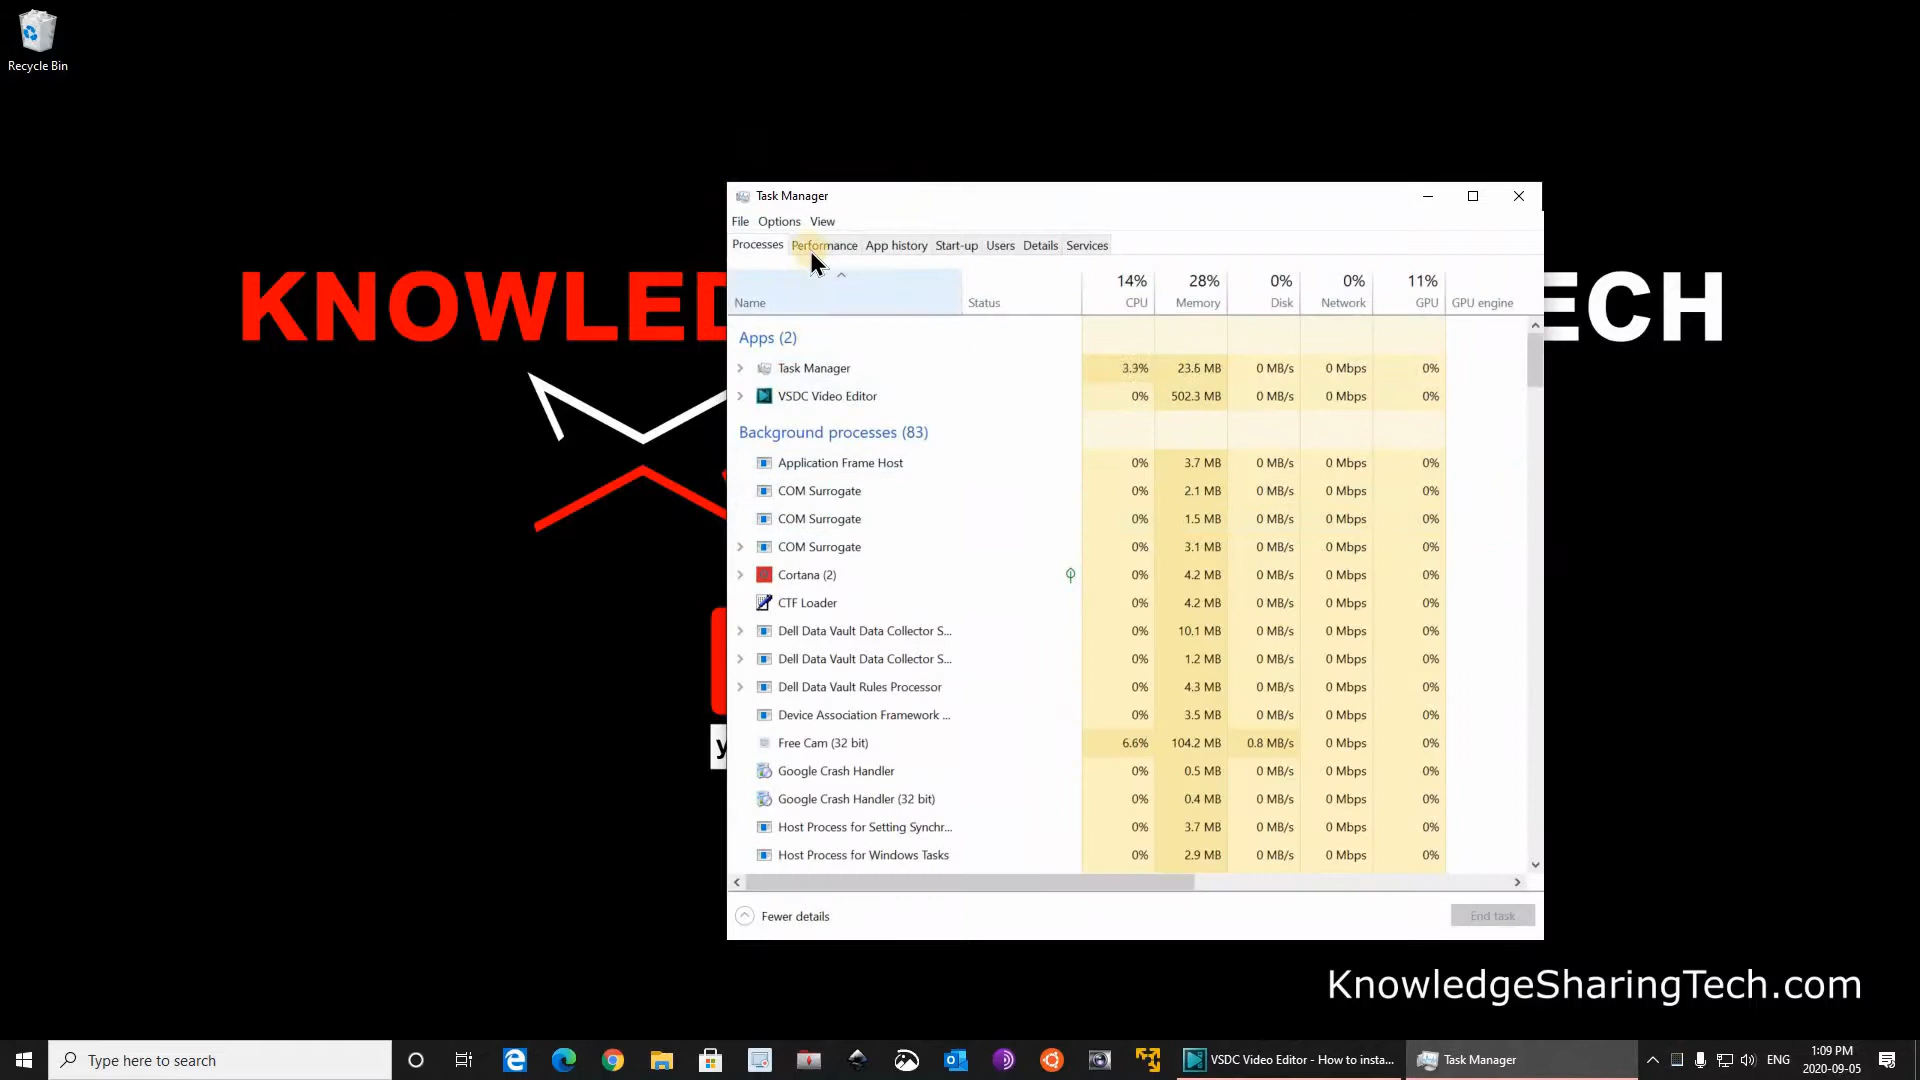 Recycle Bin
KNOWLED
ECH
y
Task Manager
File Options View
Processes Performance App history Start-up Users Details Services
14% 28% 0% 0% 11%
Name Status CPU Memory Disk Network GPU GPU engine
Apps (2)
Task Manager 3.3% 23.6 MB 0 MB/s 0 Mbps 0%
VSDC Video Editor 0% 502.3 MB 0 MB/s 0 Mbps 0%
Background processes (83)
Application Frame Host 0% 3.7 MB 0 MB/s 0 Mbps 0%
COM Surrogate 0% 2.1 MB 0 MB/s 0 Mbps 0%
COM Surrogate 0% 1.5 MB 0 MB/s 0 Mbps 0%
COM Surrogate 0% 3.1 MB 0 MB/s 0 Mbps 0%
Cortana (2) 0% 4.2 MB 0 MB/s 0 Mbps 0%
CTF Loader 0% 4.2 MB 0 MB/s 0 Mbps 0%
Dell Data Vault Data Collector S... 0% 10.1 MB 0 MB/s 0 Mbps 0%
Dell Data Vault Data Collector S... 0% 1.2 MB 0 MB/s 0 Mbps 0%
Dell Data Vault Rules Processor 0% 4.3 MB 0 MB/s 0 Mbps 0%
Device Association Framework ... 0% 3.5 MB 0 MB/s 0 Mbps 0%
Free Cam (32 bit) 6.6% 104.2 MB 0.8 MB/s 0 Mbps 0%
Google Crash Handler 0% 0.5 MB 0 MB/s 0 Mbps 0%
Google Crash Handler (32 bit) 0% 0.4 MB 0 MB/s 0 Mbps 0%
Host Process for Setting Synchr... 0% 3.7 MB 0 MB/s 0 Mbps 0%
Host Process for Windows Tasks 0% 2.9 MB 0 MB/s 0 Mbps 0%
Fewer details End task
KnowledgeSharingTech.com
Type here to search VSDC Video Editor - How to insta... Task Manager ENG 1:09 PM
2020-09-05